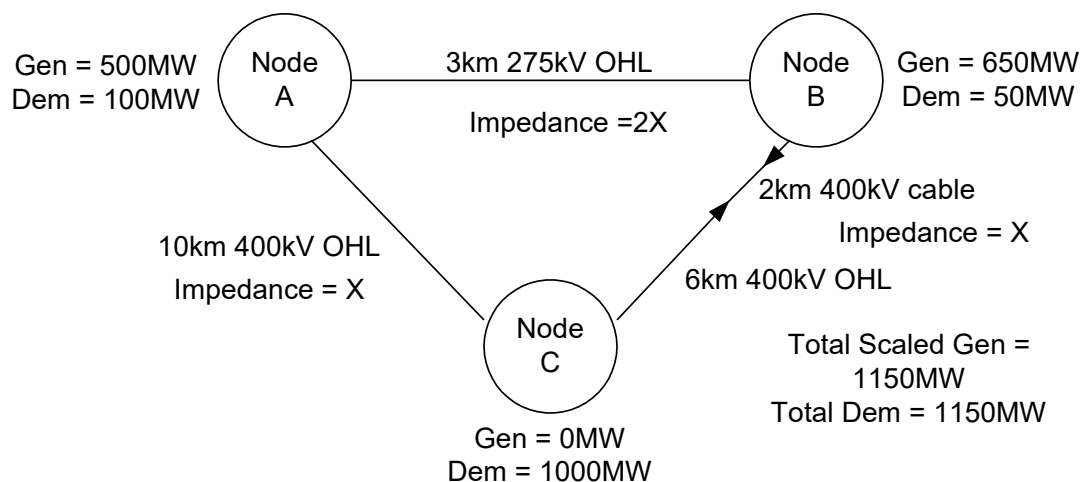 Gen = 500MW
Dem = 100MW
Node
A
3km 275kV OHL
Impedance =2X
Node
B
Gen = 650MW
Dem = 50MW
2km 400kV cable
Impedance = X
10km 400kV OHL
Impedance = X
6km 400kV OHL
Node
C
Total Scaled Gen =
1150MW
Total Dem = 1150MW
Gen = 0MW
Dem = 1000MW